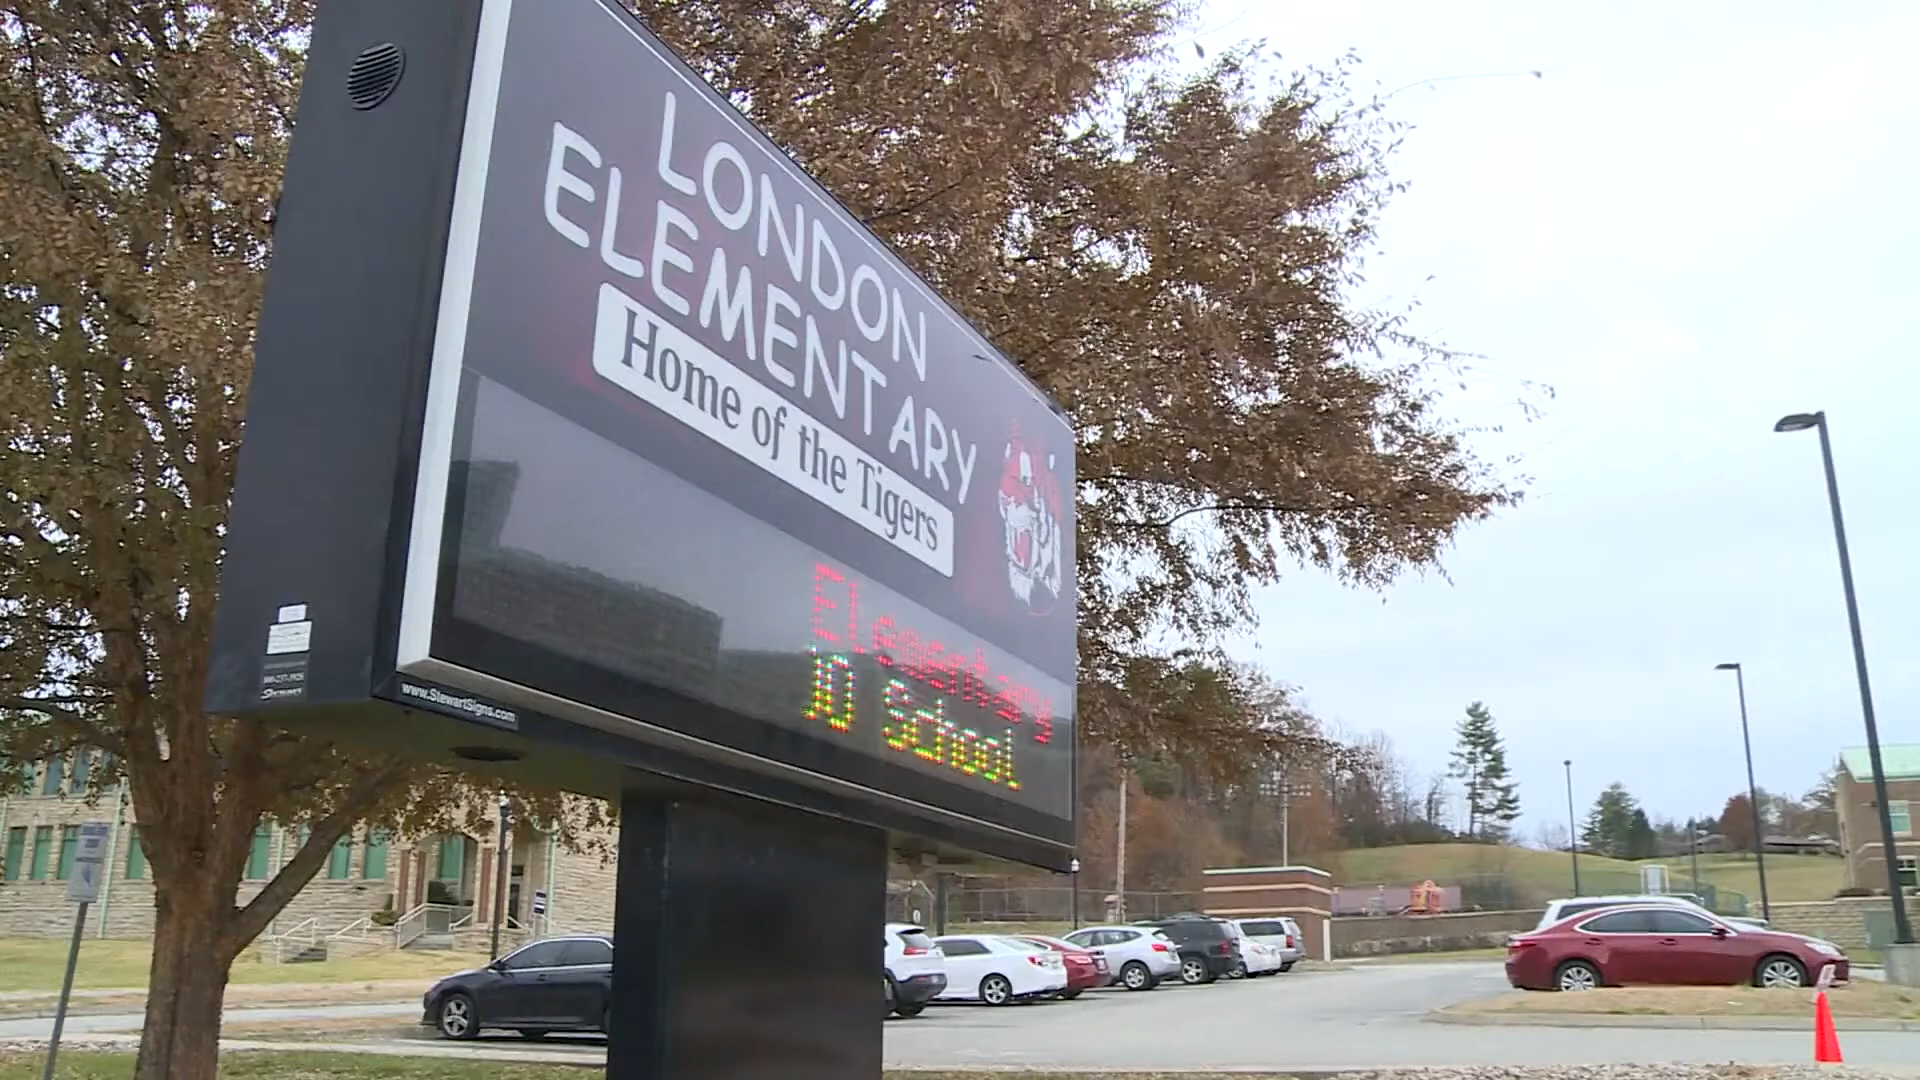 LONDON
ELEMENTARY
Home of the Tigers
ELementary
School
www.StewartSigns.com